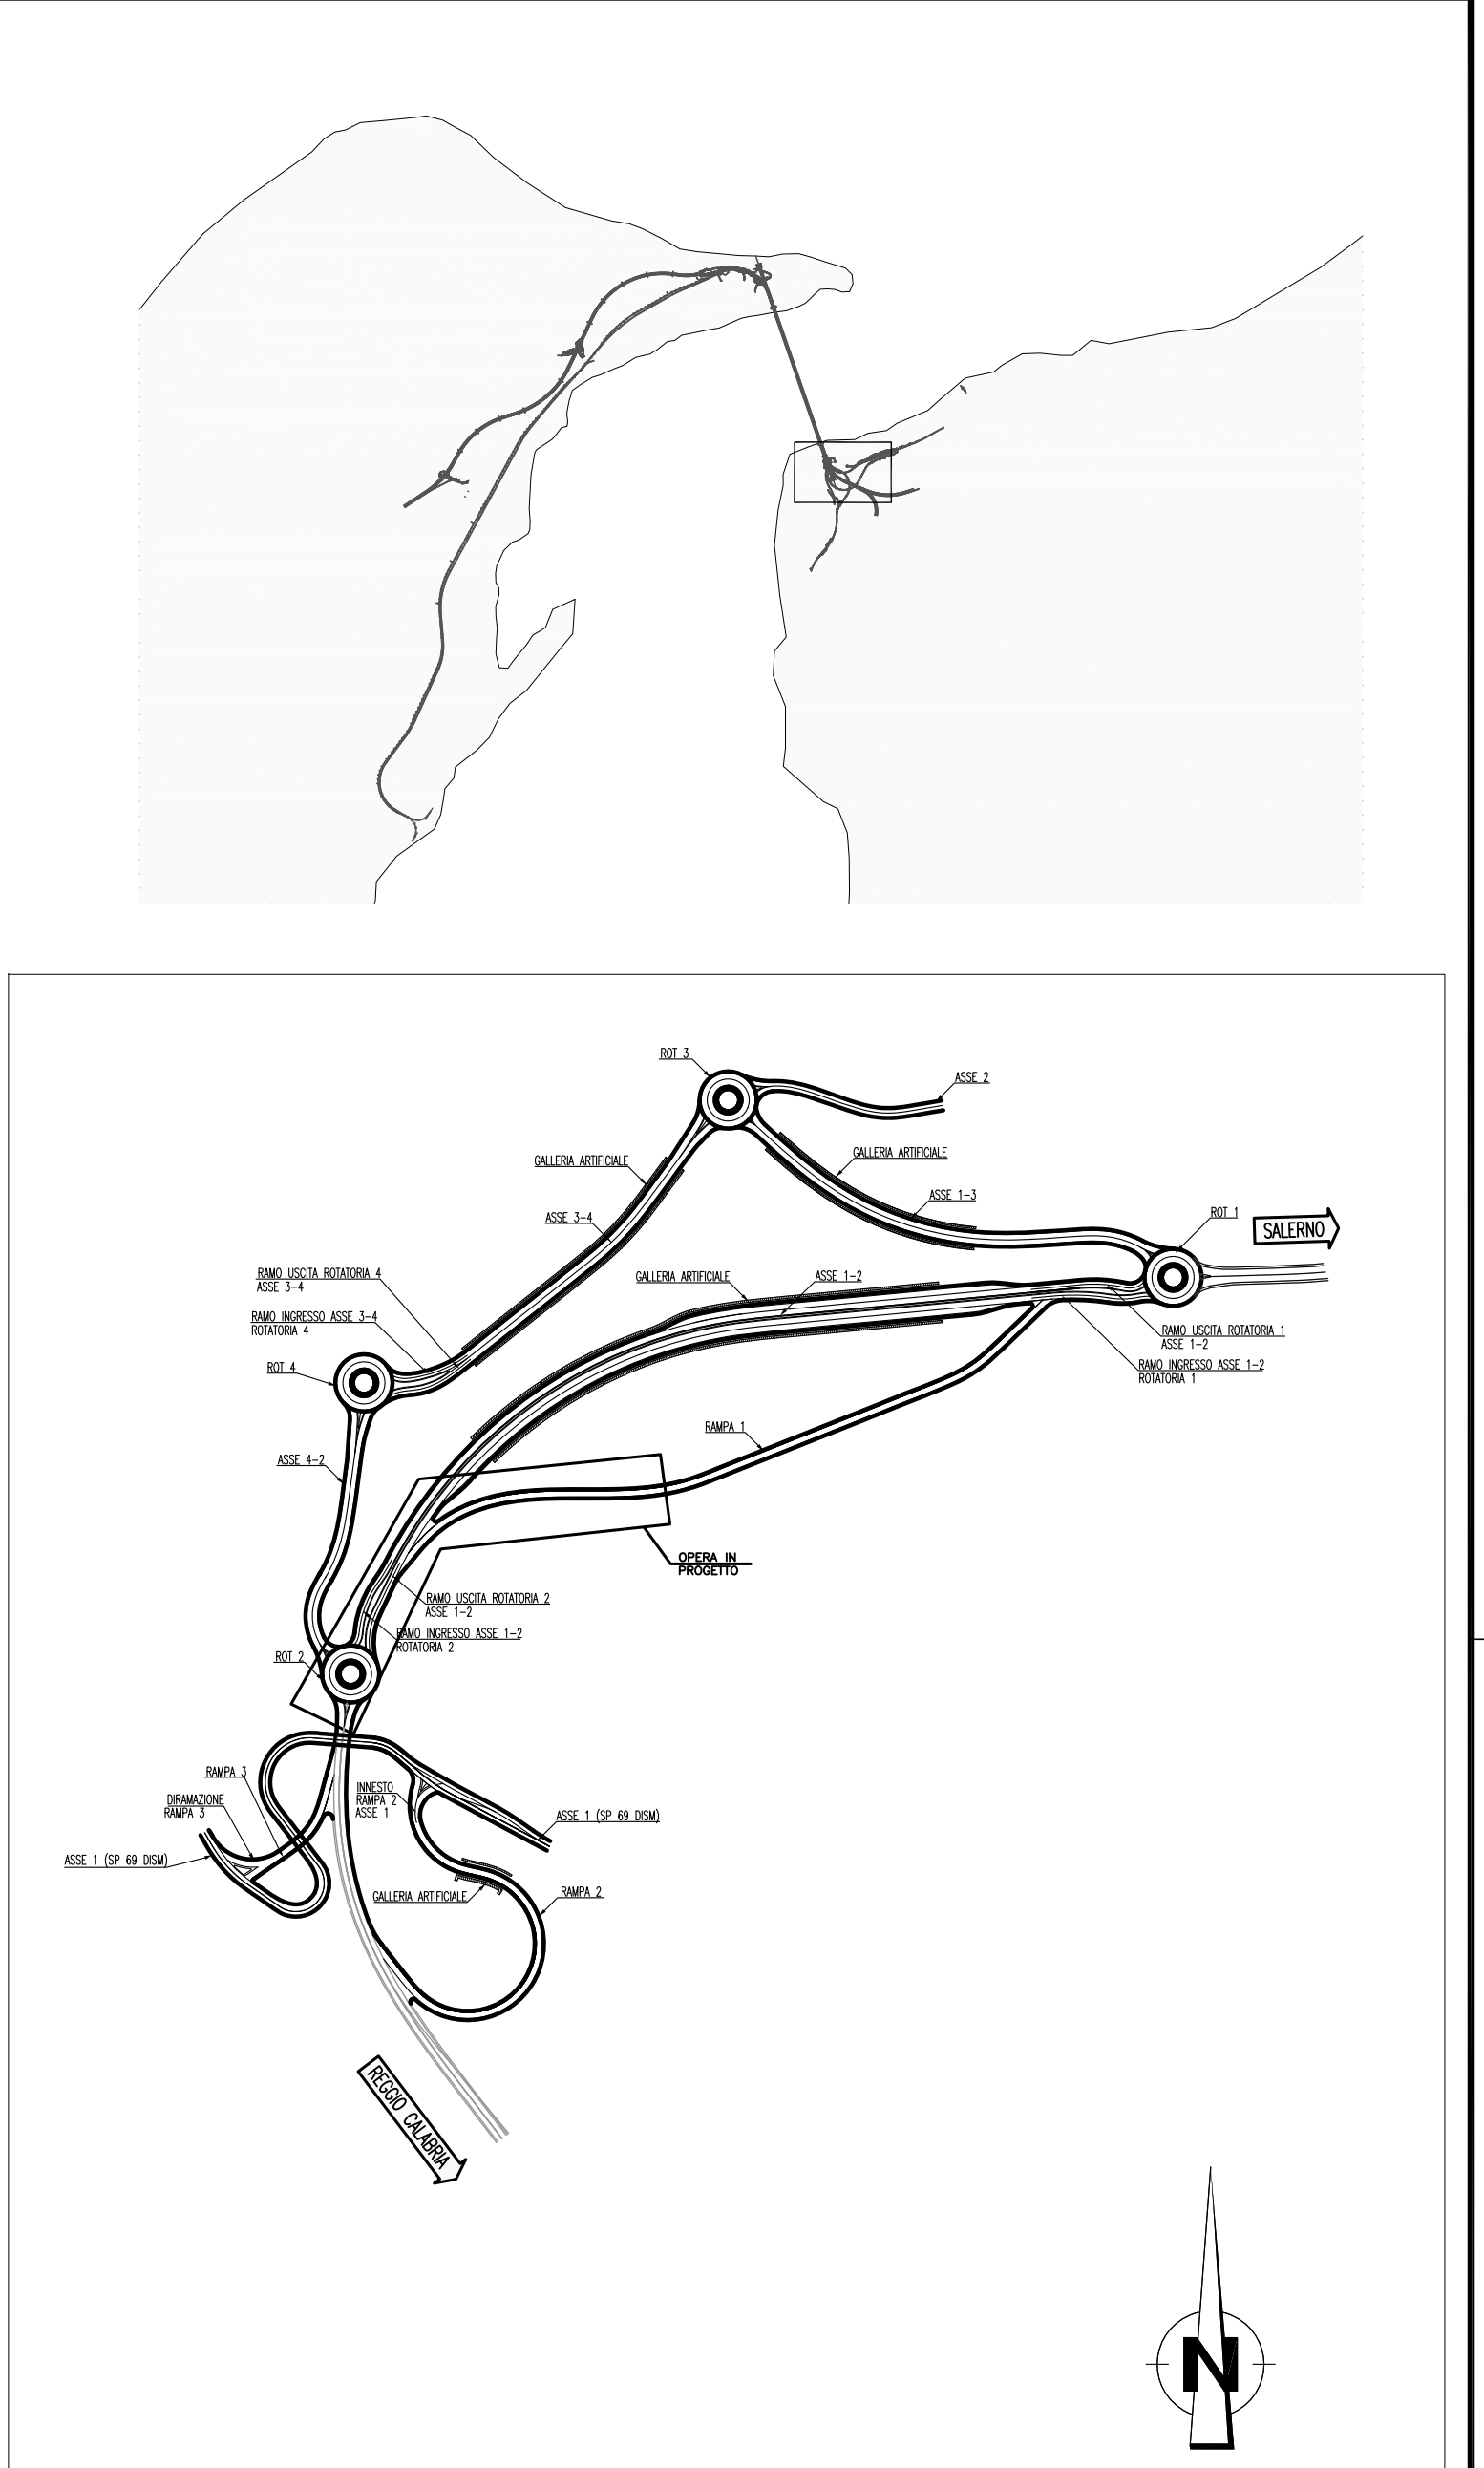 ROT 3
ASSE 2
GALLERIA ARTIFICIALE
GALLERIA ARTIFICIALE
ASSE 1-3
ASSE 3-4
ROT 1
SALERNO
RAMO USCITA ROTATORIA 4
ASSE 3-4
GALLERIA ARTIFICIALE
ASSE 1-2
RAMO INGRESSO ASSE 3-4
ROTATORIA 4
RAMO USCITA ROTATORIA 1
ASSE 1-2
ROT 4
RAMO INGRESSO ASSE 1-2
ROTATORIA 1
RAMPA 1
ASSE 4-2
OPERA IN
PROGETTO
RAMO USCITA ROTATORIA 2
ASSE 1-2
RAMO INGRESSO ASSE 1-2
ROTATORIA 2
ROT 2
RAMPA 3
INNESTO
RAMPA 2
ASSE 1
DIRAMAZIONE
RAMPA 3
ASSE 1 (SP 69 DISM)
ASSE 1 (SP 69 DISM)
GALLERIA ARTIFICIALE
RAMPA 2
REGGIO CALABRIA
N